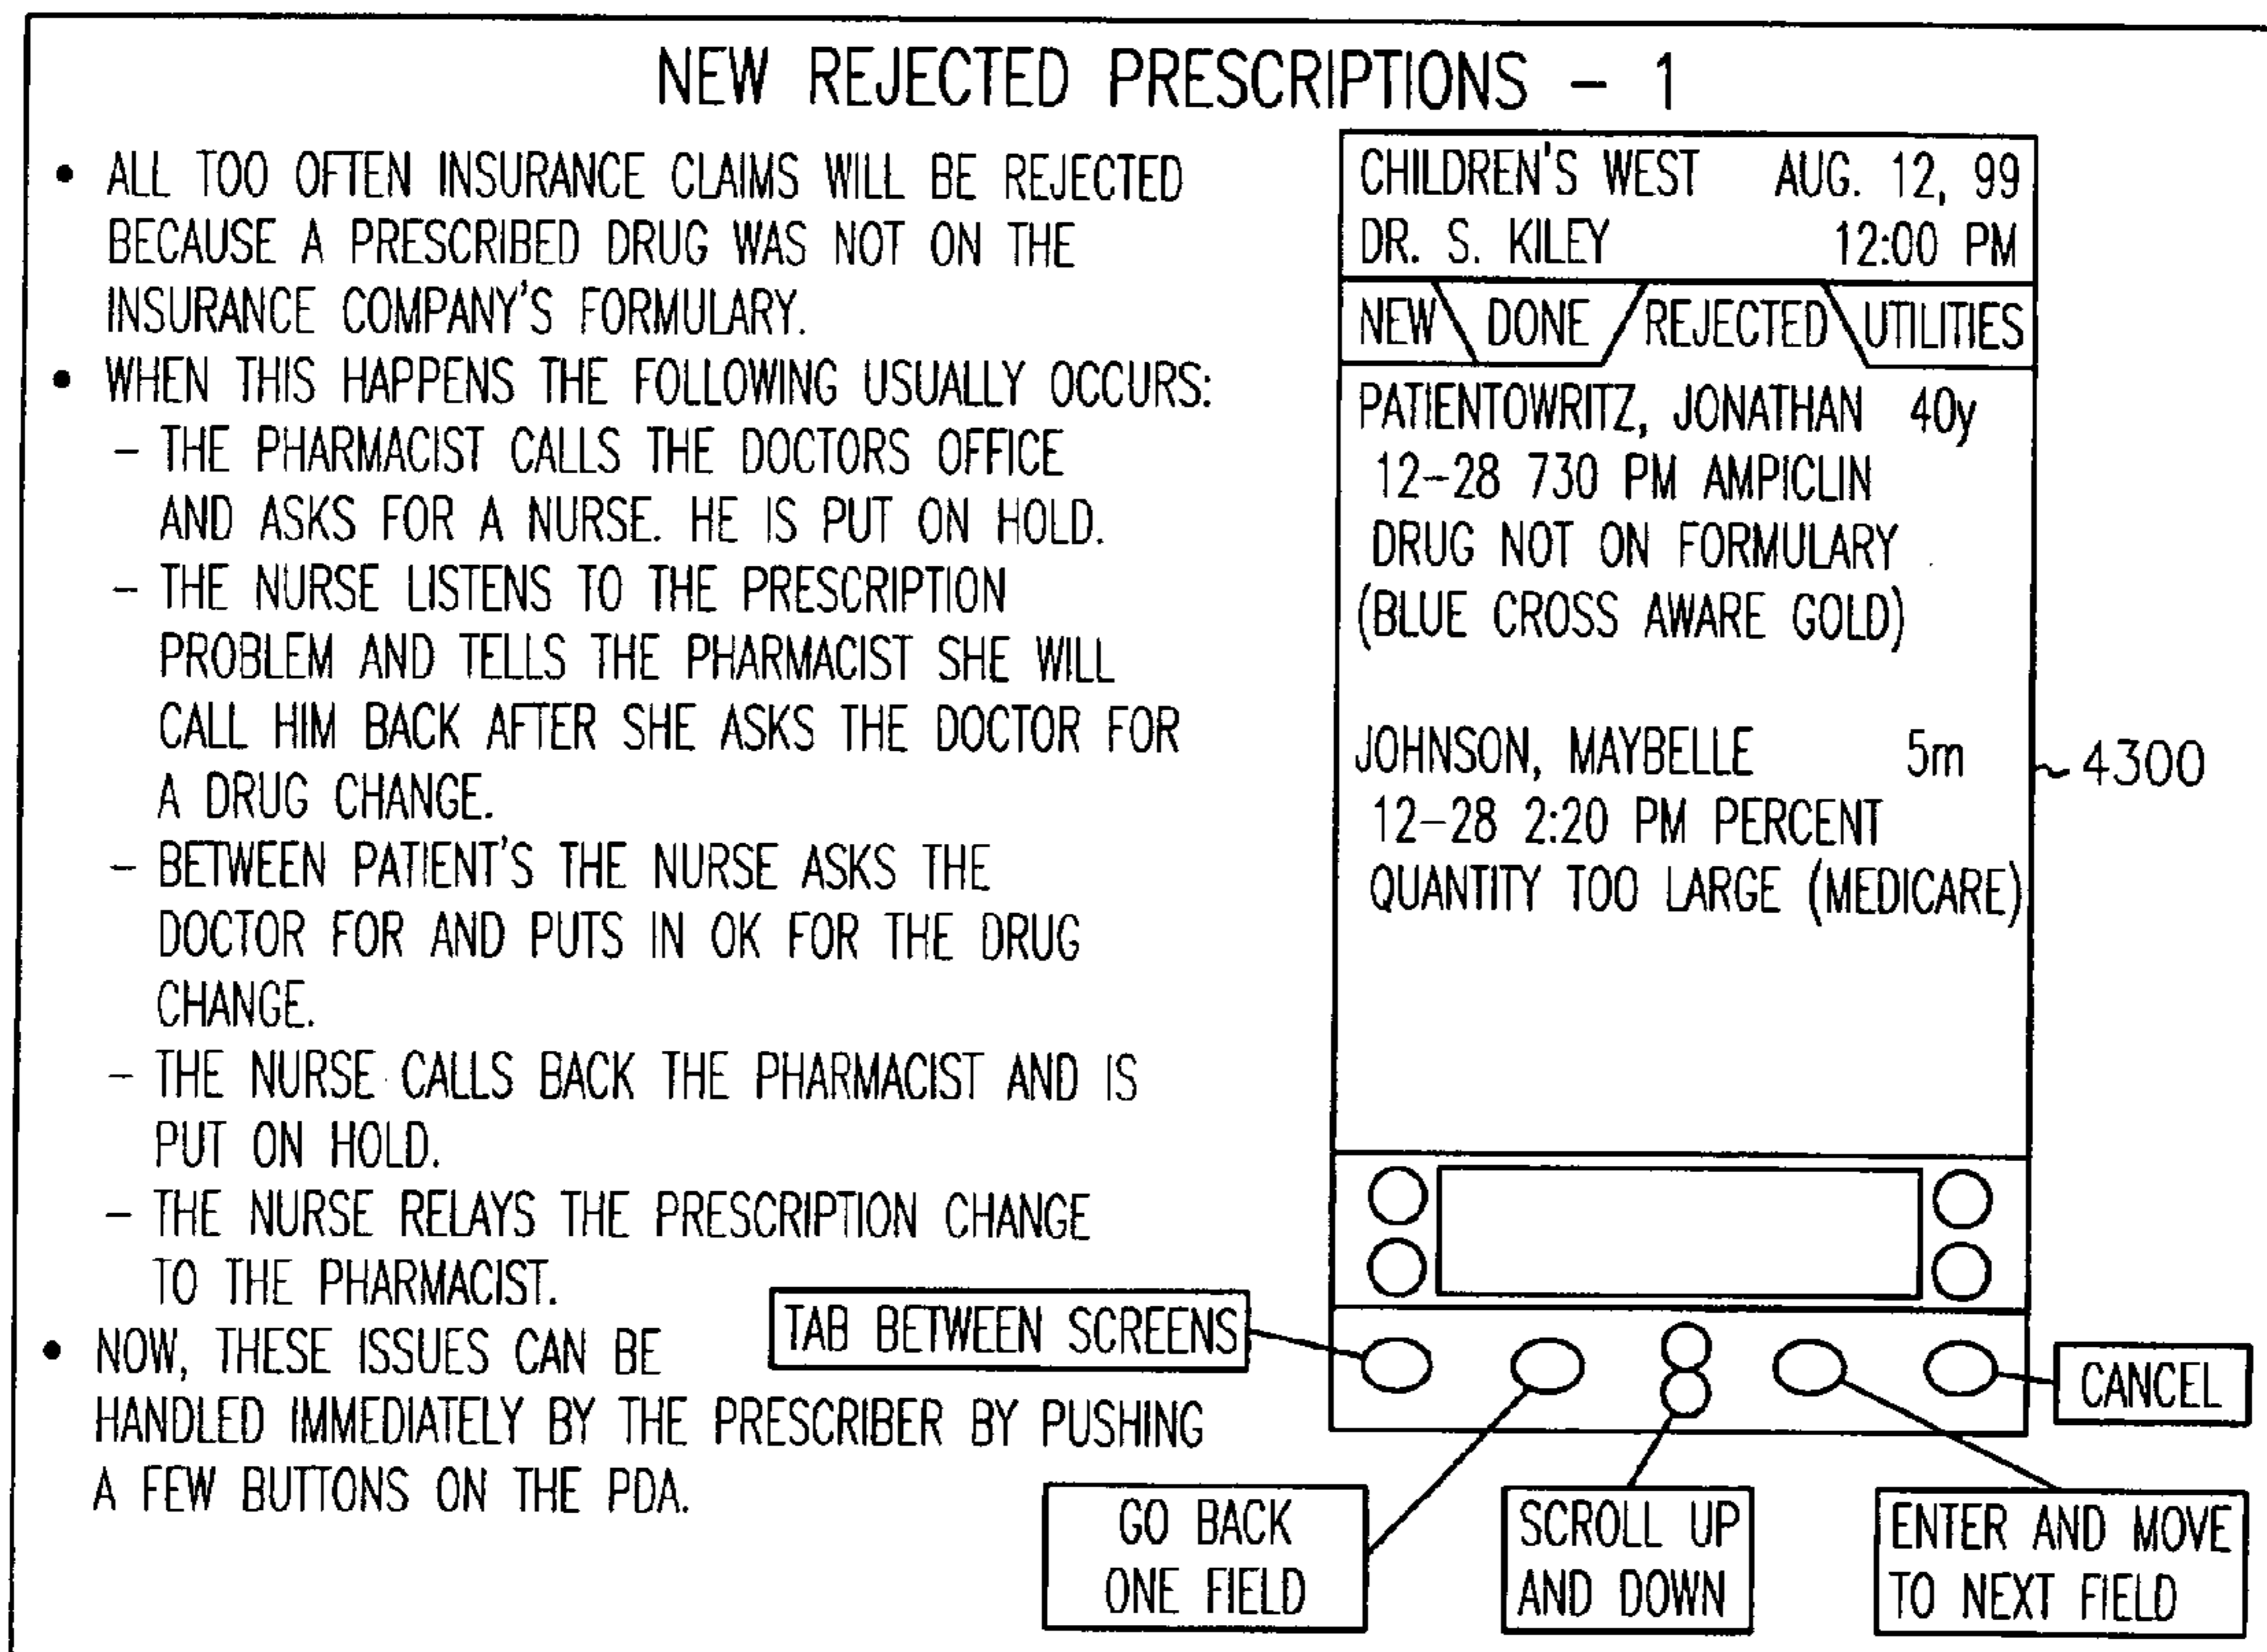 NEW REJECTED PRESCRIPTIONS – 1
• ALL TOO OFTEN INSURANCE CLAIMS WILL BE REJECTED
BECAUSE A PRESCRIBED DRUG WAS NOT ON THE
INSURANCE COMPANY'S FORMULARY.
• WHEN THIS HAPPENS THE FOLLOWING USUALLY OCCURS:
– THE PHARMACIST CALLS THE DOCTORS OFFICE
AND ASKS FOR A NURSE. HE IS PUT ON HOLD.
– THE NURSE LISTENS TO THE PRESCRIPTION
PROBLEM AND TELLS THE PHARMACIST SHE WILL
CALL HIM BACK AFTER SHE ASKS THE DOCTOR FOR
A DRUG CHANGE.
– BETWEEN PATIENT'S THE NURSE ASKS THE
DOCTOR FOR AND PUTS IN OK FOR THE DRUG
CHANGE.
– THE NURSE CALLS BACK THE PHARMACIST AND IS
PUT ON HOLD.
– THE NURSE RELAYS THE PRESCRIPTION CHANGE
TO THE PHARMACIST.
• NOW, THESE ISSUES CAN BE
HANDLED IMMEDIATELY BY THE PRESCRIBER BY PUSHING
A FEW BUTTONS ON THE PDA.
CHILDREN'S WEST AUG. 12, 99
DR. S. KILEY 12:00 PM
NEW DONE REJECTED UTILITIES
PATIENTOWRITZ, JONATHAN 40y
12–28 730 PM AMPICLIN
DRUG NOT ON FORMULARY
(BLUE CROSS AWARE GOLD)
JOHNSON, MAYBELLE 5m
12–28 2:20 PM PERCENT
QUANTITY TOO LARGE (MEDICARE)
4300
TAB BETWEEN SCREENS
CANCEL
GO BACK
ONE FIELD
SCROLL UP
AND DOWN
ENTER AND MOVE
TO NEXT FIELD